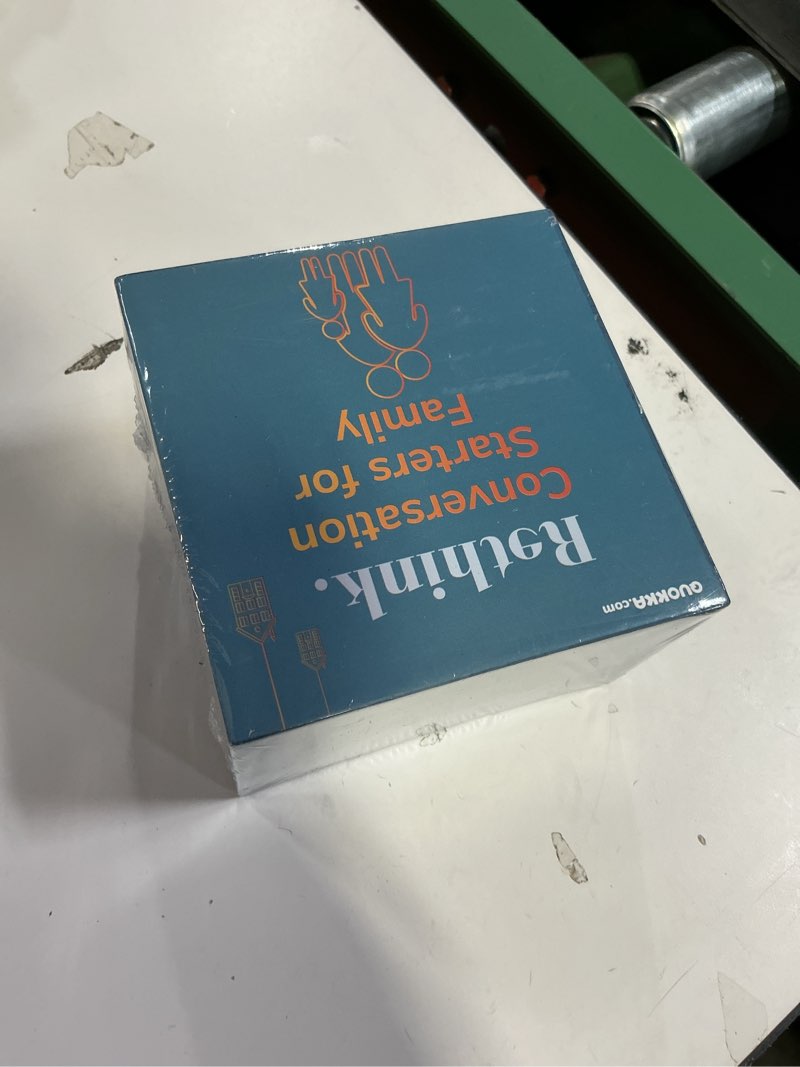 QUOKKA.com
Rethink.
Conversation
Starters for
Family